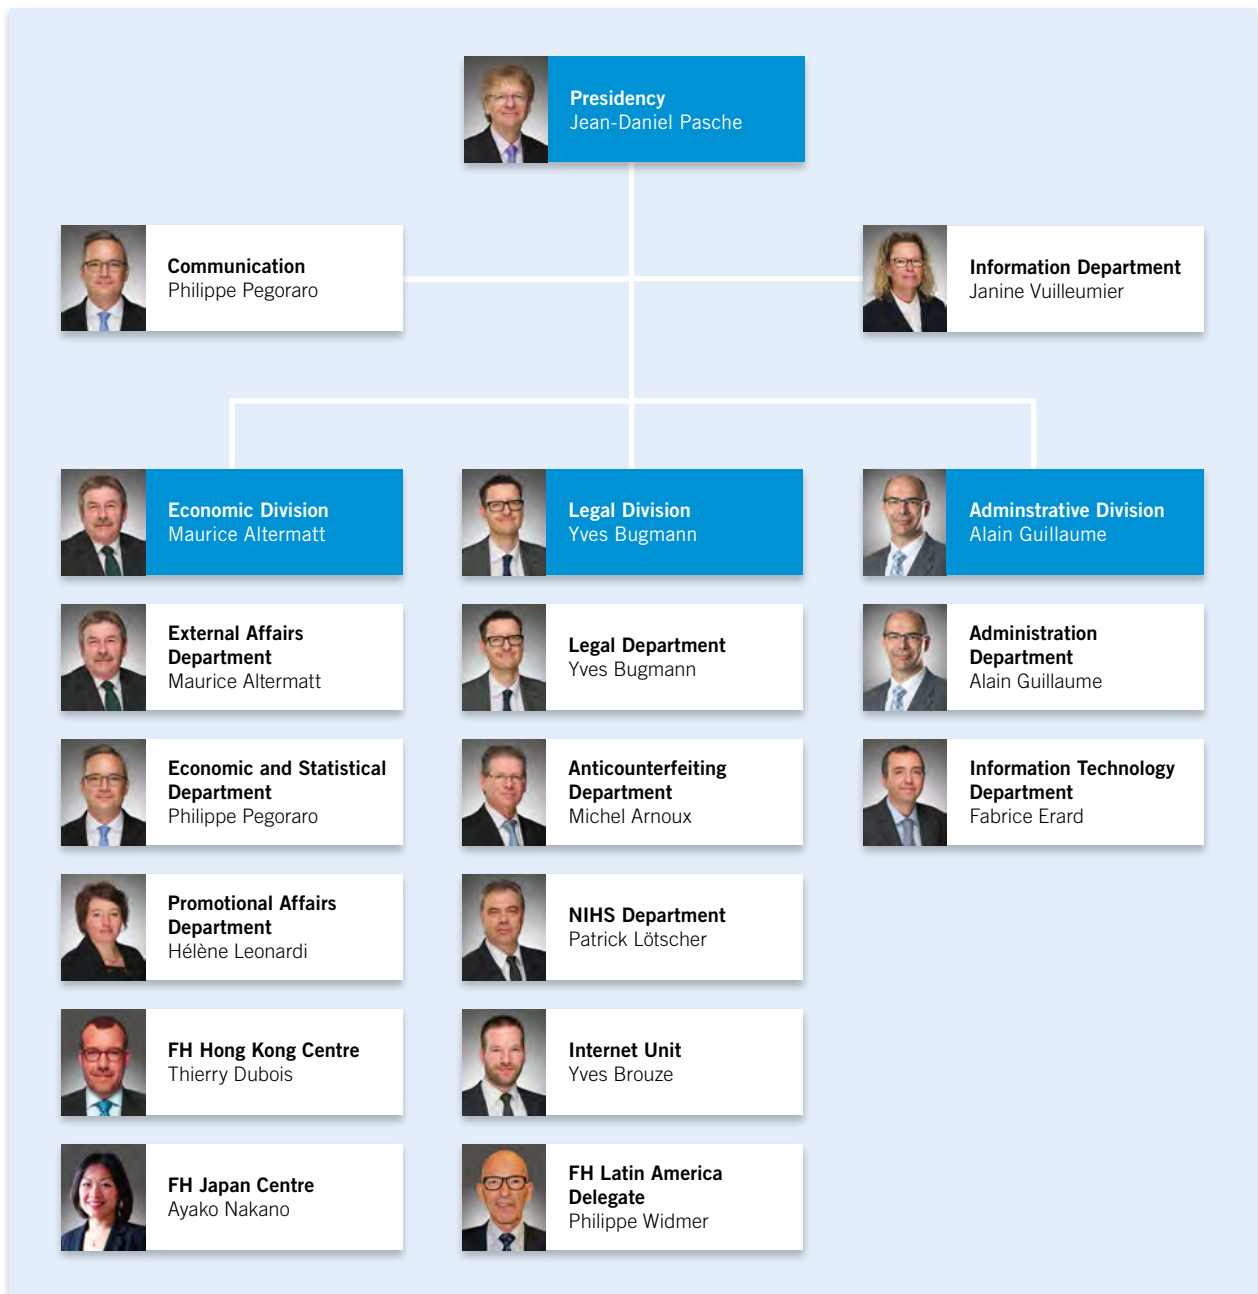 Presidency
Jean-Daniel Pasche
Communication
Philippe Pegoraro
Information Department
Janine Vuilleumier
Economic Division
Maurice Altermatt
Legal Division
Yves Bugmann
Adminstrative Division
Alain Guillaume
External Affairs
Department
Maurice Altermatt
Legal Department
Yves Bugmann
Administration
Department
Alain Guillaume
Economic and Statistical
Department
Philippe Pegoraro
Anticounterfeiting
Department
Michel Arnoux
Information Technology
Department
Fabrice Erard
Promotional Affairs
Department
Hélène Leonardi
NIHS Department
Patrick Lötscher
FH Hong Kong Centre
Thierry Dubois
Internet Unit
Yves Brouze
FH Japan Centre
Ayako Nakano
FH Latin America
Delegate
Philippe Widmer